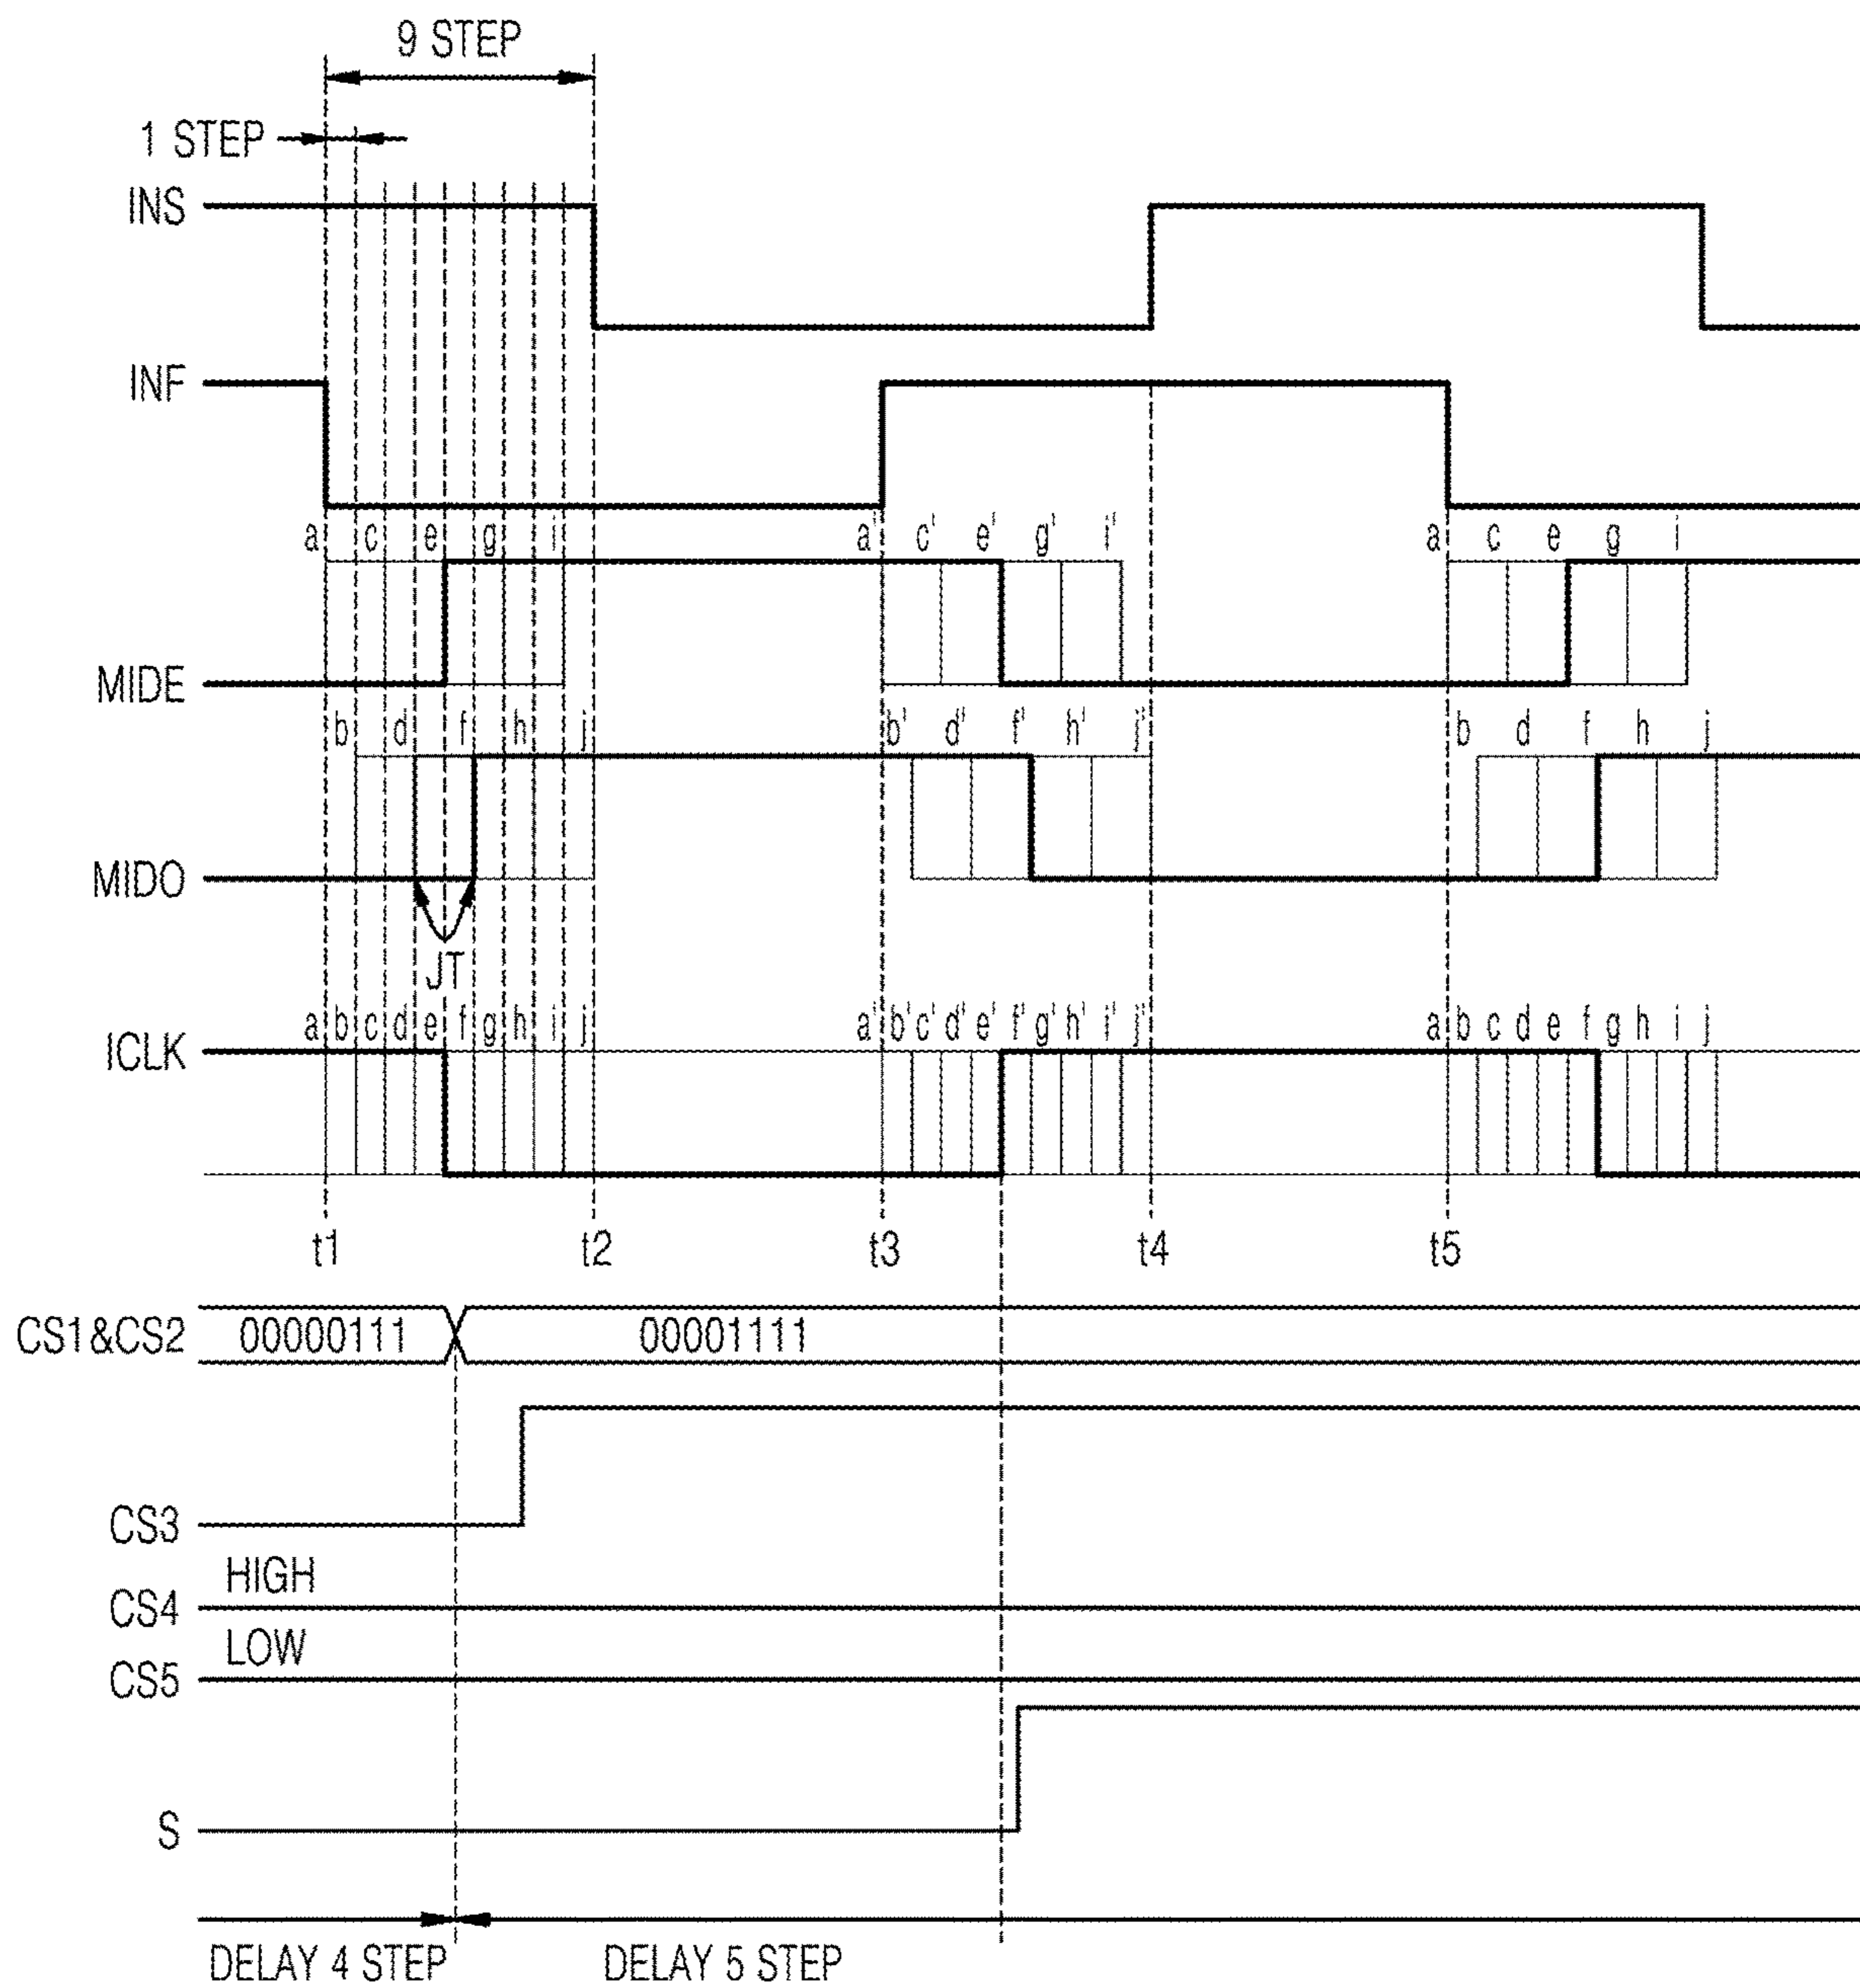 9 STEP
1 STEP
INS
INF
a c e g i a' c' e' g' i' a c e g i
MIDE
b d f h j b' d' f' h' j' b d f h j
MIDO
JT
a b c d e f g h i j a' b' c' d' e' f' g' h' i' j' a b c d e f g h i j
ICLK
t1 t2 t3 t4 t5
CS1&CS2 00000111 00001111
CS3
HIGH
CS4
LOW
CS5
S
DELAY 4 STEP DELAY 5 STEP